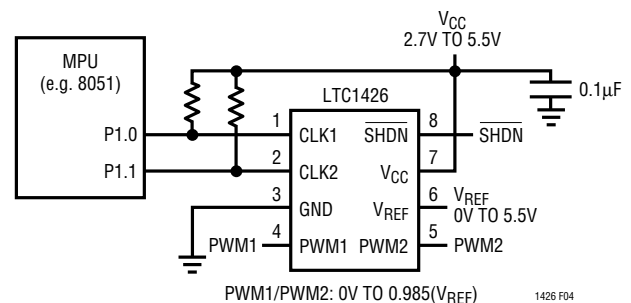 MPU
(e.g. 8051)
P1.0
P1.1
VCC
2.7V TO 5.5V
0.1µF
LTC1426
1 CLK1 SHDN 8 SHDN
2 CLK2 VCC 7
3 GND VREF 6 VREF
0V TO 5.5V
PWM1 4 PWM1 PWM2 5 PWM2
PWM1/PWM2: 0V TO 0.985(VREF)
1426 F04